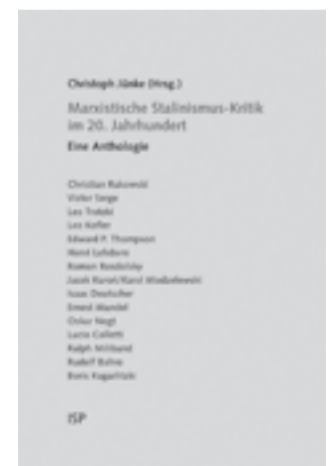 Christoph Jünke (Hrsg.)
Marxistische Stalinismus-Kritik
im 20. Jahrhundert
Eine Anthologie
Christian Rakowski
Victor Serge
Leo Trotzki
Leo Kofler
Edward P. Thompson
Henri Lefebvre
Roman Rosdolsky
Jacek Kuroń/Karol Modzelewski
Isaac Deutscher
Ernest Mandel
Oskar Negt
Lucio Colletti
Ralph Miliband
Rudolf Bahro
Boris Kagarlitzki
ISP